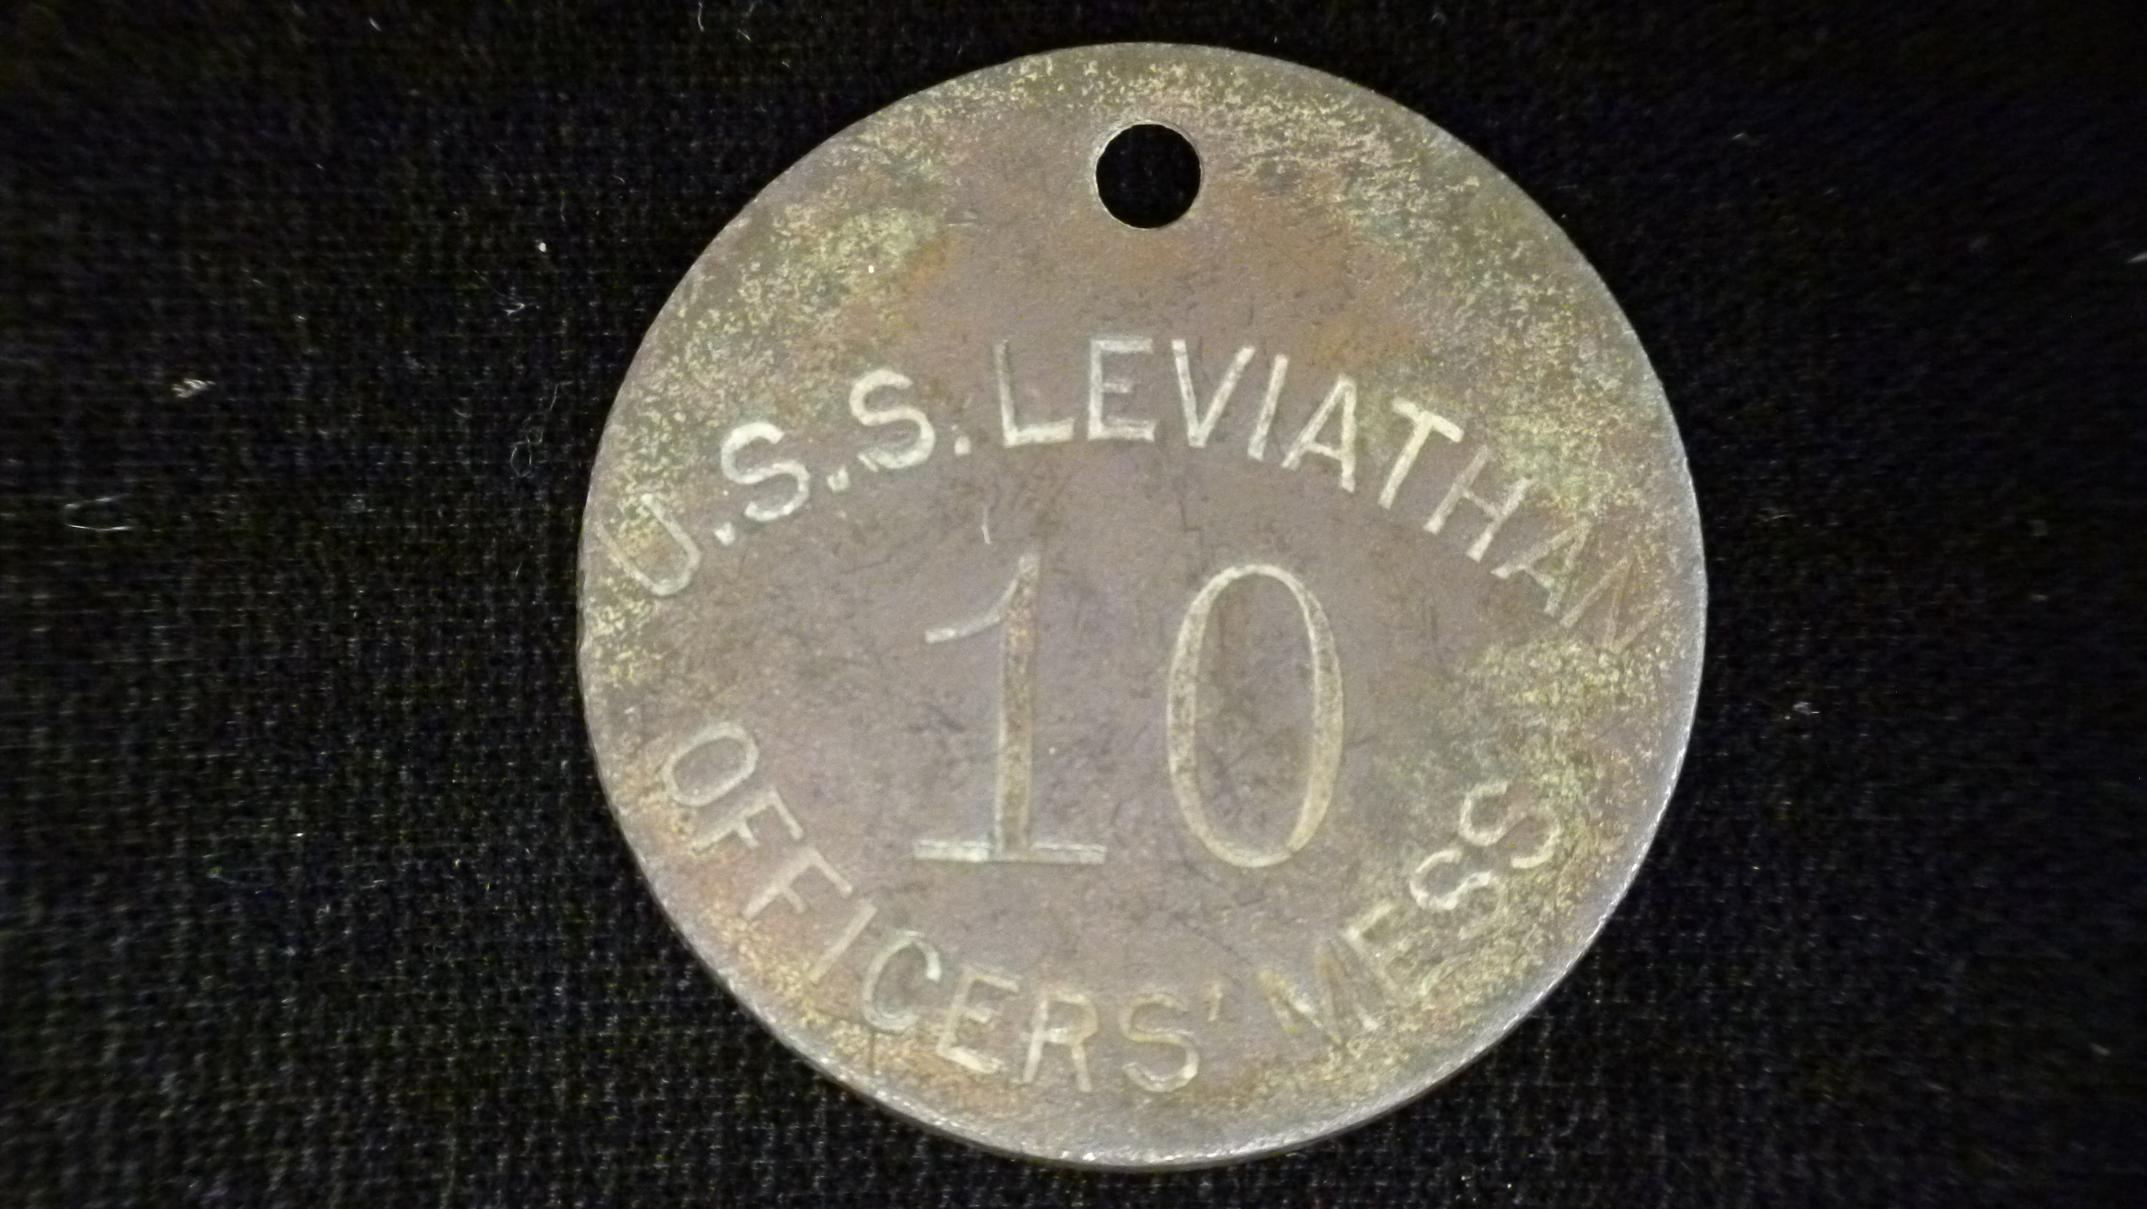 U.S.S. LEVIATHAN
10
OFFICERS' MESS